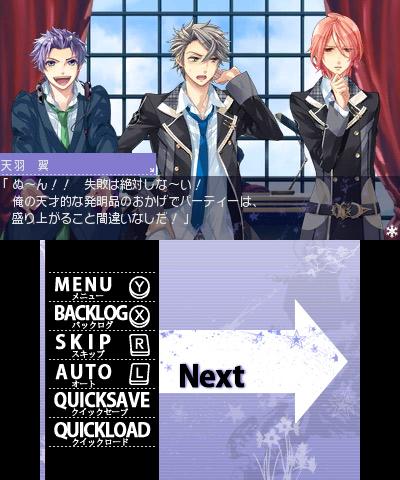 天羽　翼
「ぬ～ん！！　失敗は絶対しな～い！
俺の天才的な発明品のおかげでパーティーは、
盛り上がること間違いなしだ！」
MENU Y
メニュー
BACKLOG X
バックログ
SKIP R
スキップ
AUTO L
オート
QUICKSAVE
クイックセーブ
QUICKLOAD
クイックロード
Next